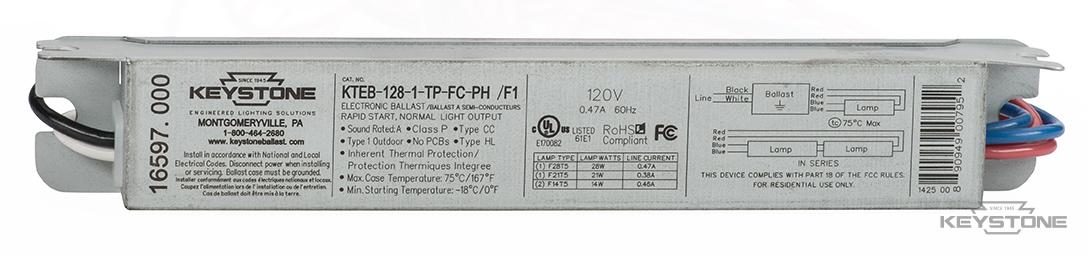 16597.000
SINCE 1945
KEYSTONE
ENGINEERED LIGHTING SOLUTIONS
MONTGOMERYVILLE, PA
1-800-464-2680
www.keystoneballast.com
Install in accordance with National and Local
Electrical Codes. Disconnect power when installing
or servicing. Ballast case must be grounded.
Installer conformément aux codes électriques nationaux et locaux.
Coupez l'alimentation lors de l'installation et de l'entretien.
Cas de ballast doit être mis à la terre.
CAT. NO.
KTEB-128-1-TP-FC-PH /F1
ELECTRONIC BALLAST/BALLAST A SEMI-CONDUCTEURS
RAPID START, NORMAL LIGHT OUTPUT
• Sound Rated:A • Class P • Type CC
• Type 1 Outdoor • No PCBs • Type HL
• Inherent Thermal Protection/
Protection Thermiques Integree
• Max.Case Temperature: 75°C/167°F
• Min.Starting Temperature: -18°C/0°F
120V
0.47A 60Hz
c UL US LISTED
E170082 61E1
RoHS
Compliant
LAMP TYPE LAMP WATTS LINE CURRENT
(1) F28T5 28W 0.47A
(1) F21T5 21W 0.38A
(2) F14T5 14W 0.46A
Line Black
White
Ballast
Red
Red
Blue
Blue
Lamp
tc 75°C Max
Red
Red
Blue
Blue
Lamp Lamp
IN SERIES
THIS DEVICE COMPLIES WITH PART 18 OF THE FCC RULES.
FOR RESIDENTIAL USE ONLY.
1425 00
8 90949 00795 2
SINCE 1945
KEYSTONE